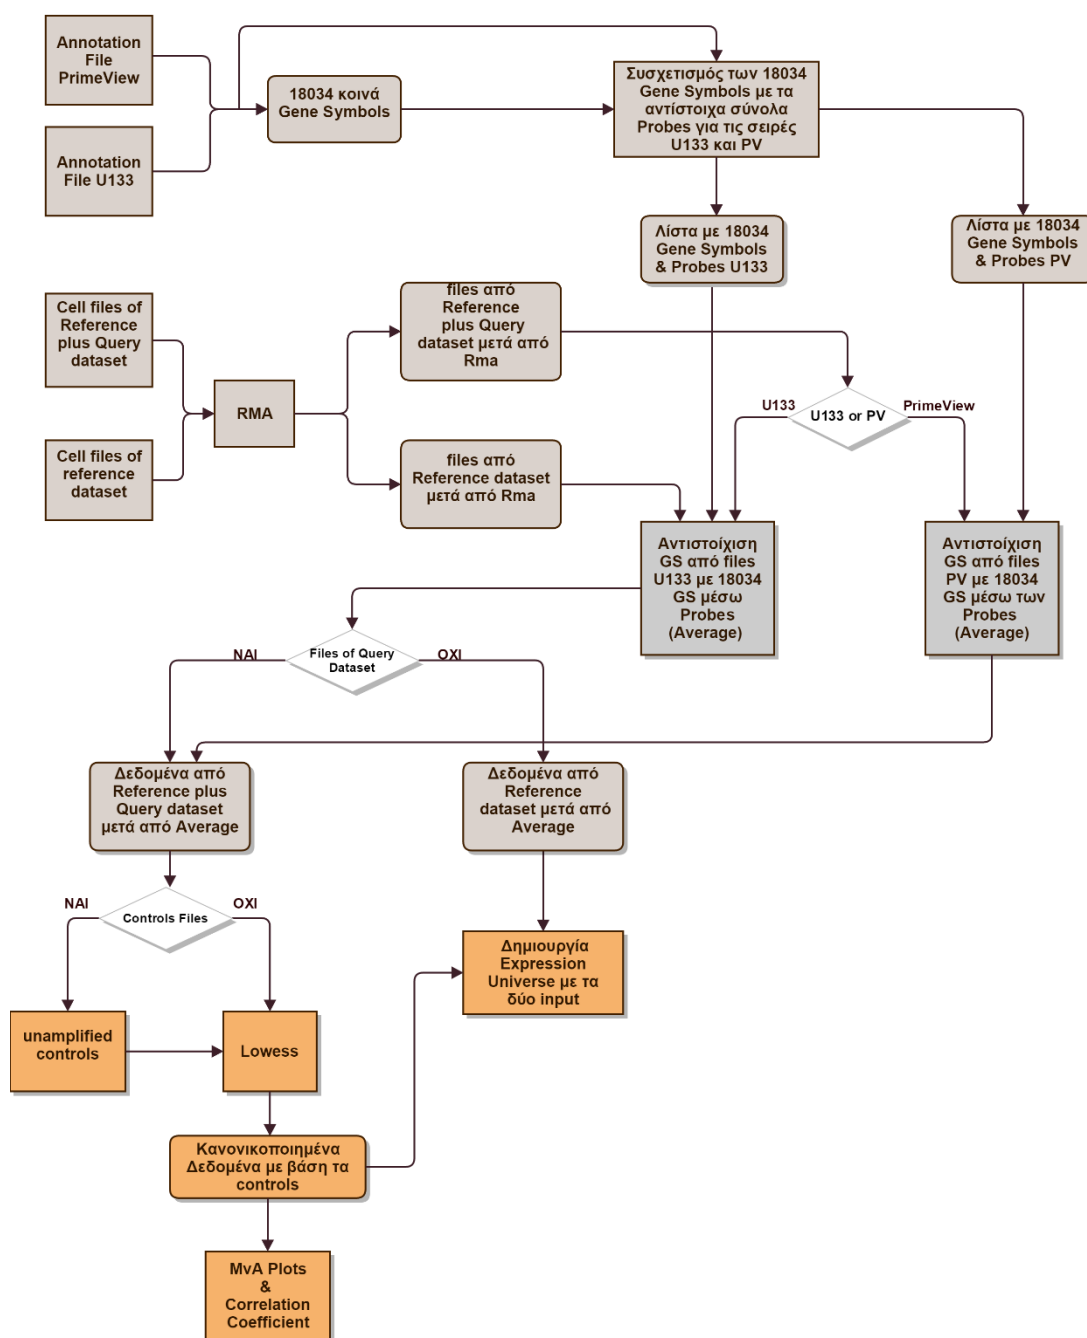 Annotation
File
PrimeView
18034 κοινά
Gene Symbols
Συσχετισμός των 18034
Gene Symbols με τα
αντίστοιχα σύνολα
Probes για τις σειρές
U133 και PV
Annotation
File U133
Λίστα με 18034
Gene Symbols
& Probes U133
Λίστα με 18034
Gene Symbols
& Probes PV
Cell files of
Reference
plus Query
dataset
files από
Reference
plus Query
dataset μετά από
Rma
RMA
U133
U133 or PV
PrimeView
Cell files of
reference
dataset
files από
Reference dataset
μετά από Rma
Αντιστοίχιση
GS από files
U133 με 18034
GS μέσω
Probes
(Average)
Αντιστοίχιση
GS από files
PV με 18034
GS μέσω των
Probes
(Average)
ΝΑΙ
Files of Query
Dataset
ΟΧΙ
Δεδομένα από
Reference plus
Query dataset
μετά από Average
Δεδομένα από
Reference
dataset μετά από
Average
ΝΑΙ
Controls Files
ΟΧΙ
Δημιουργία
Expression
Universe με τα
δύο input
unamplified
controls
Lowess
Κανονικοποιημένα
Δεδομένα με βάση τα
controls
MvA Plots
&
Correlation
Coefficient